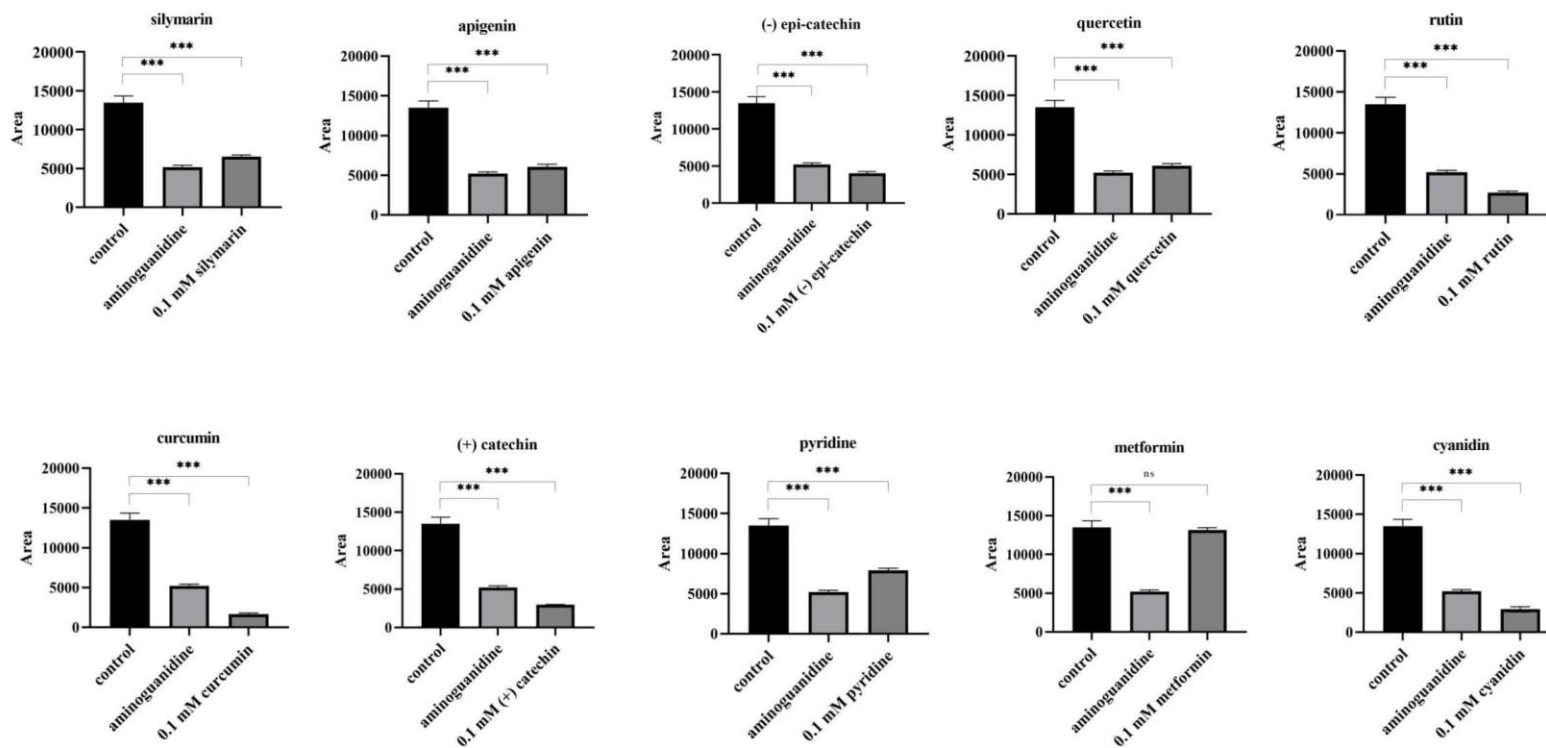 silymarin
***
***
20000
15000
10000
5000
0
Area
control
aminoguanidine
0.1 mM silymarin
apigenin
***
***
20000
15000
10000
5000
0
Area
control
aminoguanidine
0.1 mM apigenin
(-) epi-catechin
***
***
20000
15000
10000
5000
0
Area
control
aminoguanidine
0.1 mM (-) epi-catechin
quercetin
***
***
20000
15000
10000
5000
0
Area
control
aminoguanidine
0.1 mM quercetin
rutin
***
***
20000
15000
10000
5000
0
Area
control
aminoguanidine
0.1 mM rutin
curcumin
***
***
20000
15000
10000
5000
0
Area
control
aminoguanidine
0.1 mM curcumin
(+) catechin
***
***
20000
15000
10000
5000
0
Area
control
aminoguanidine
0.1 mM (+) catechin
pyridine
***
***
20000
15000
10000
5000
0
Area
control
aminoguanidine
0.1 mM pyridine
metformin
ns
***
20000
15000
10000
5000
0
Area
control
aminoguanidine
0.1 mM metformin
cyanidin
***
***
20000
15000
10000
5000
0
Area
control
aminoguanidine
0.1 mM cyanidin